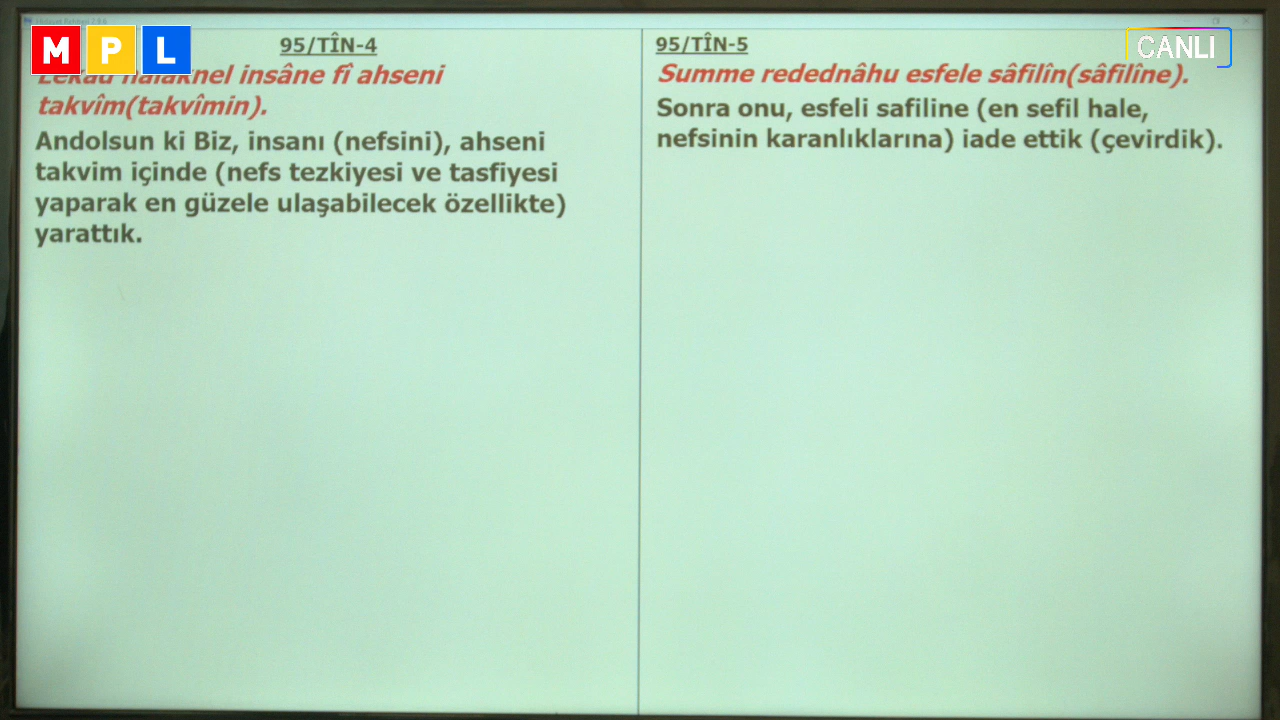 MPL
CANLI
95/TÎN-4
insâne fî ahseni
takvîm(takvîmin).
Andolsun ki Biz, insanı (nefsini), ahseni
takvim içinde (nefs tezkiyesi ve tasfiyesi
yaparak en güzele ulaşabilecek özellikte)
yarattık.
95/TÎN-5
Summe redednâhu esfele sâfilîn(sâfilîne).
Sonra onu, esfeli safiline (en sefil hale,
nefsinin karanlıklarına) iade ettik (çevirdik).